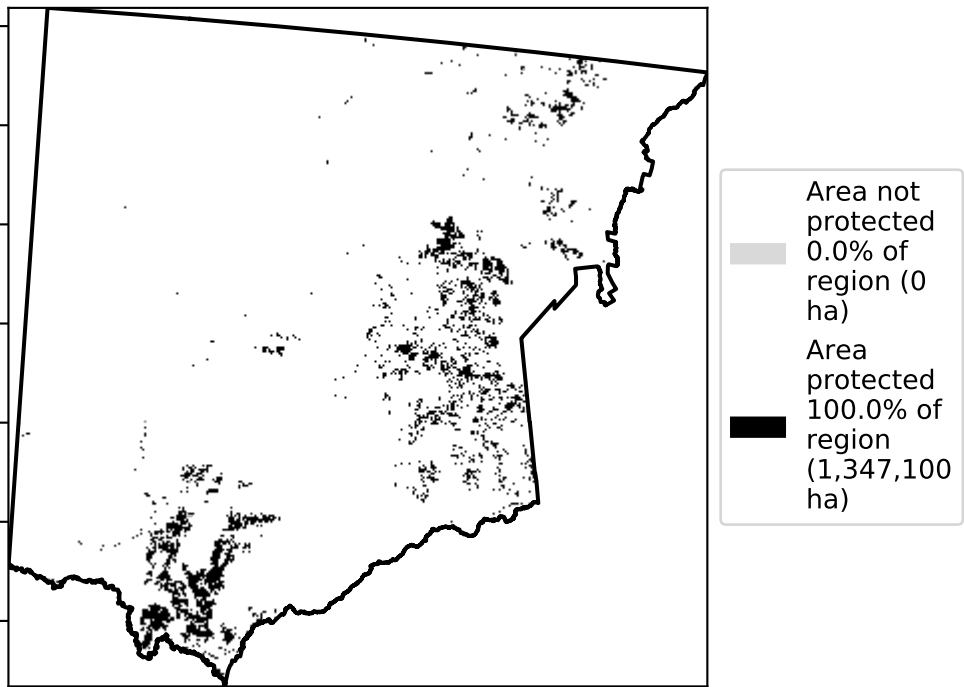 Area not
protected
0.0% of
region (0
ha)
Area
protected
100.0% of
region
(1,347,100
ha)